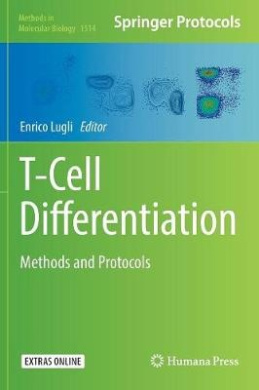 Methods in
Molecular Biology 1514
Springer Protocols
Enrico Lugli Editor
T-Cell
Differentiation
Methods and Protocols
EXTRAS ONLINE
Humana Press